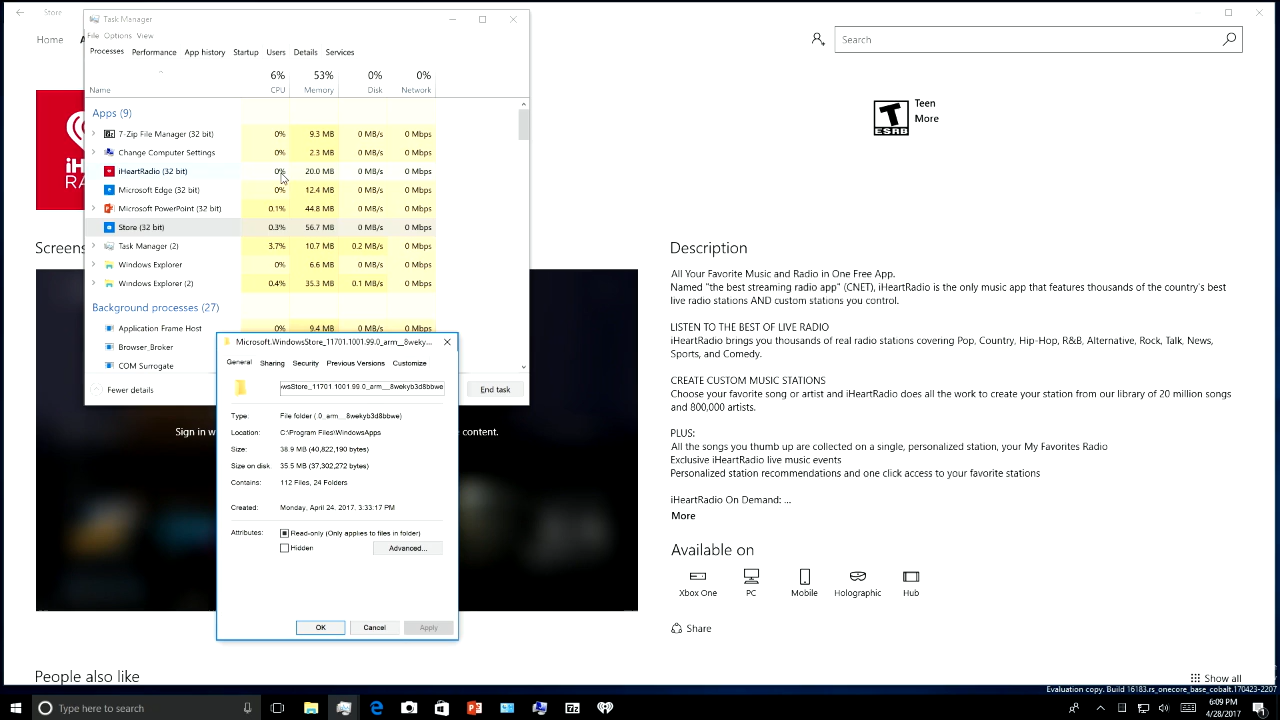 Store
Home
Search
Task Manager
File Options View
Processes Performance App history Startup Users Details Services
6% 53% 0% 0%
Name CPU Memory Disk Network
Apps (9)
7-Zip File Manager (32 bit) 0% 9.3 MB 0 MB/s 0 Mbps
Change Computer Settings 0% 2.3 MB 0 MB/s 0 Mbps
iHeartRadio (32 bit) 0% 20.0 MB 0 MB/s 0 Mbps
Microsoft Edge (32 bit) 0% 12.4 MB 0 MB/s 0 Mbps
Microsoft PowerPoint (32 bit) 0.1% 44.8 MB 0 MB/s 0 Mbps
Store (32 bit) 0.3% 56.7 MB 0 MB/s 0 Mbps
Task Manager (2) 3.7% 10.7 MB 0.2 MB/s 0 Mbps
Windows Explorer 0% 6.6 MB 0 MB/s 0 Mbps
Windows Explorer (2) 0.4% 35.3 MB 0.1 MB/s 0 Mbps
Background processes (27)
Application Frame Host 0% 9.4 MB 0 MB/s 0 Mbps
Browser_Broker
COM Surrogate
Fewer details
End task
Microsoft.WindowsStore_11701.1001.99.0_arm__8weky...
General Sharing Security Previous Versions Customize
wsStore_11701.1001.99.0_arm__8wekyb3d8bbwe
Type: File folder (.0_arm__8wekyb3d8bbwe)
Location: C:\Program Files\WindowsApps
Size: 38.9 MB (40,822,190 bytes)
Size on disk 35.5 MB (37,302,272 bytes)
Contains: 112 Files, 24 Folders
Created: Monday, April 24, 2017, 3:33:17 PM
Attributes: Read-only (Only applies to files in folder)
Hidden Advanced...
OK Cancel Apply
Screens
Sign in w
e content.
People also like
T
ESRB
Teen
More
Description
All Your Favorite Music and Radio in One Free App.
Named "the best streaming radio app" (CNET), iHeartRadio is the only music app that features thousands of the country's best
live radio stations AND custom stations you control.
LISTEN TO THE BEST OF LIVE RADIO
iHeartRadio brings you thousands of real radio stations covering Pop, Country, Hip-Hop, R&B, Alternative, Rock, Talk, News,
Sports, and Comedy.
CREATE CUSTOM MUSIC STATIONS
Choose your favorite song or artist and iHeartRadio does all the work to create your station from our library of 20 million songs
and 800,000 artists.
PLUS:
All the songs you thumb up are collected on a single, personalized station, your My Favorites Radio
Exclusive iHeartRadio live music events
Personalized station recommendations and one click access to your favorite stations
iHeartRadio On Demand: ...
More
Available on
Xbox One PC Mobile Holographic Hub
Share
Show all
Evaluation copy. Build 16183.rs_onecore_base_cobalt.170423-2207
Type here to search
6:09 PM
4/28/2017